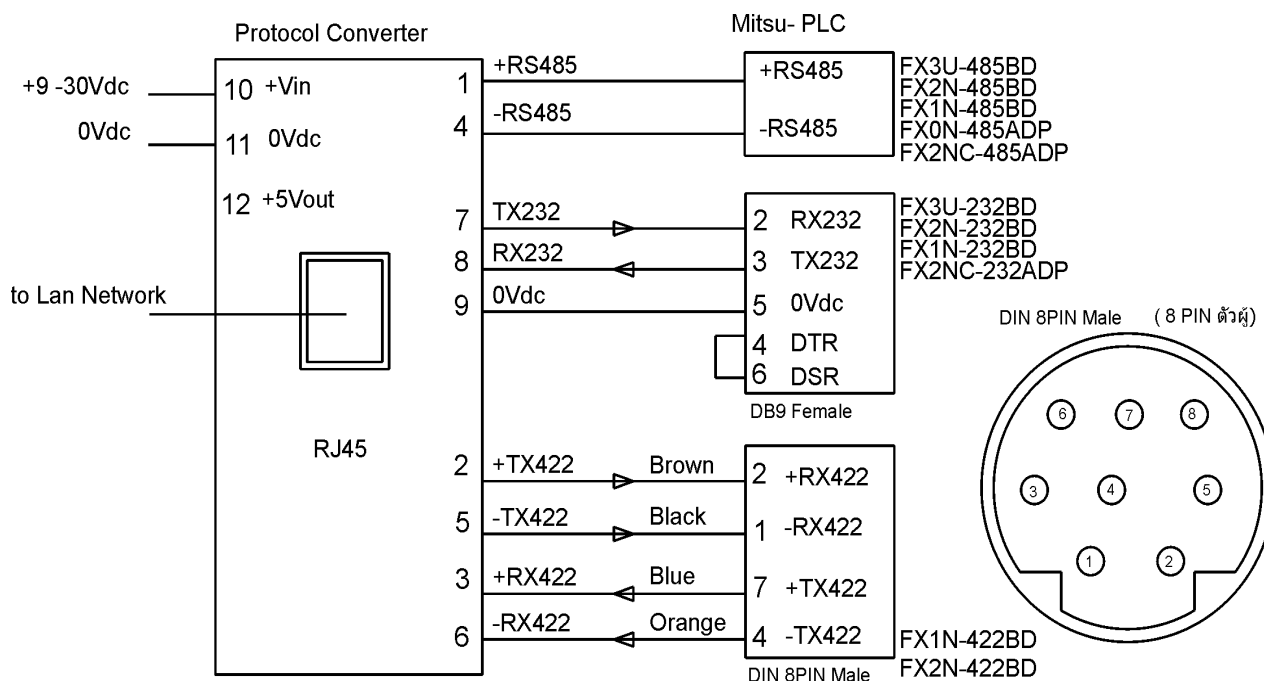 Protocol Converter
Mitsu- PLC
+9 -30Vdc
10 +Vin
0Vdc
11 0Vdc
12 +5Vout
to Lan Network
RJ45
1 +RS485
4 -RS485
+RS485
-RS485
FX3U-485BD
FX2N-485BD
FX1N-485BD
FX0N-485ADP
FX2NC-485ADP
7 TX232
8 RX232
9 0Vdc
2 RX232
3 TX232
5 0Vdc
4 DTR
6 DSR
DB9 Female
FX3U-232BD
FX2N-232BD
FX1N-232BD
FX2NC-232ADP
2 +TX422 Brown
5 -TX422 Black
3 +RX422 Blue
6 -RX422 Orange
2 +RX422
1 -RX422
7 +TX422
4 -TX422
DIN 8PIN Male
FX1N-422BD
FX2N-422BD
DIN 8PIN Male ( 8 PIN ตัวผู้)
6 7 8
3 4 5
1 2